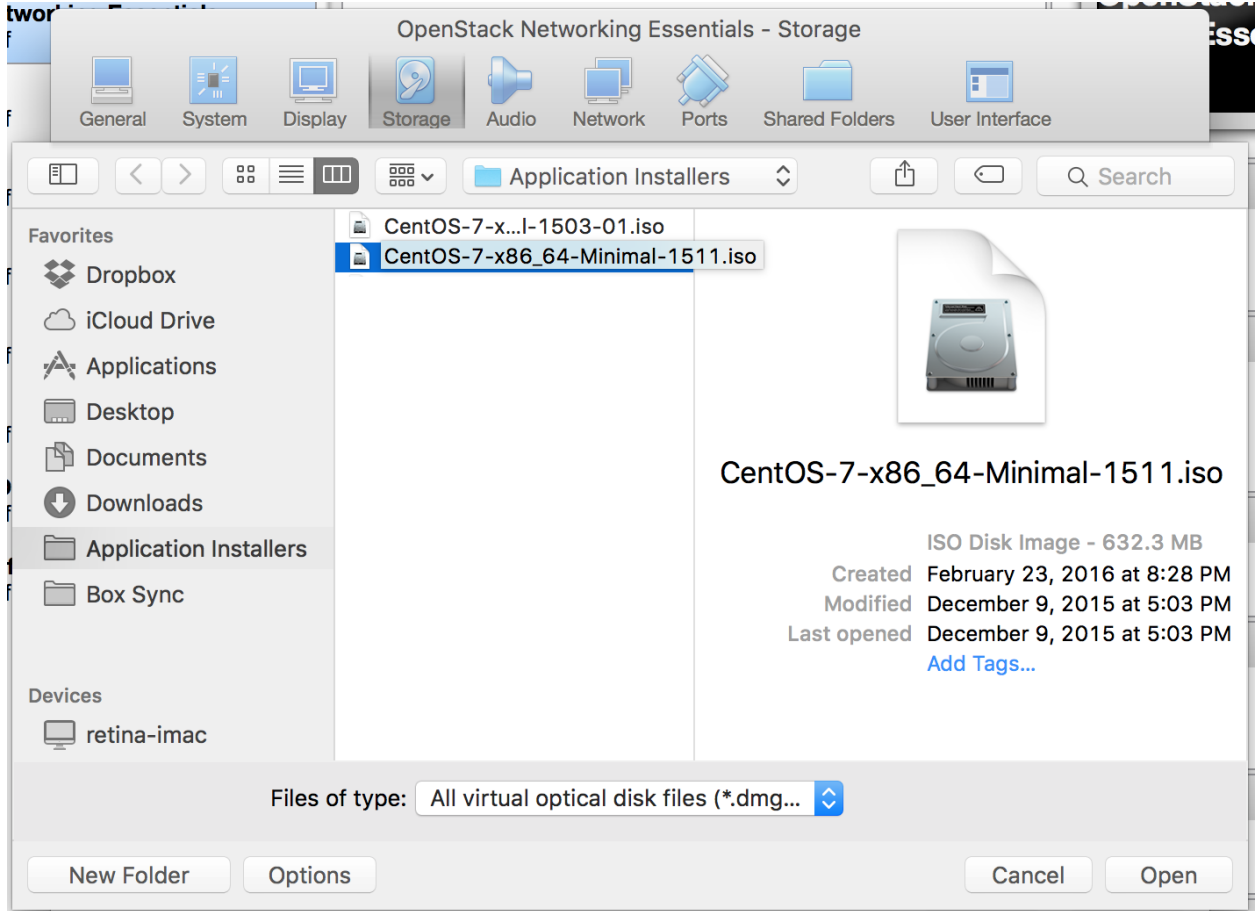 OpenStack Networking Essentials - Storage
General System Display Storage Audio Network Ports Shared Folders User Interface
Application Installers
Search
Favorites
Dropbox
iCloud Drive
Applications
Desktop
Documents
Downloads
Application Installers
Box Sync
Devices
retina-imac
CentOS-7-x...l-1503-01.iso
CentOS-7-x86_64-Minimal-1511.iso
CentOS-7-x86_64-Minimal-1511.iso
ISO Disk Image - 632.3 MB
Created February 23, 2016 at 8:28 PM
Modified December 9, 2015 at 5:03 PM
Last opened December 9, 2015 at 5:03 PM
Add Tags...
Files of type: All virtual optical disk files (*.dmg...
New Folder Options Cancel Open